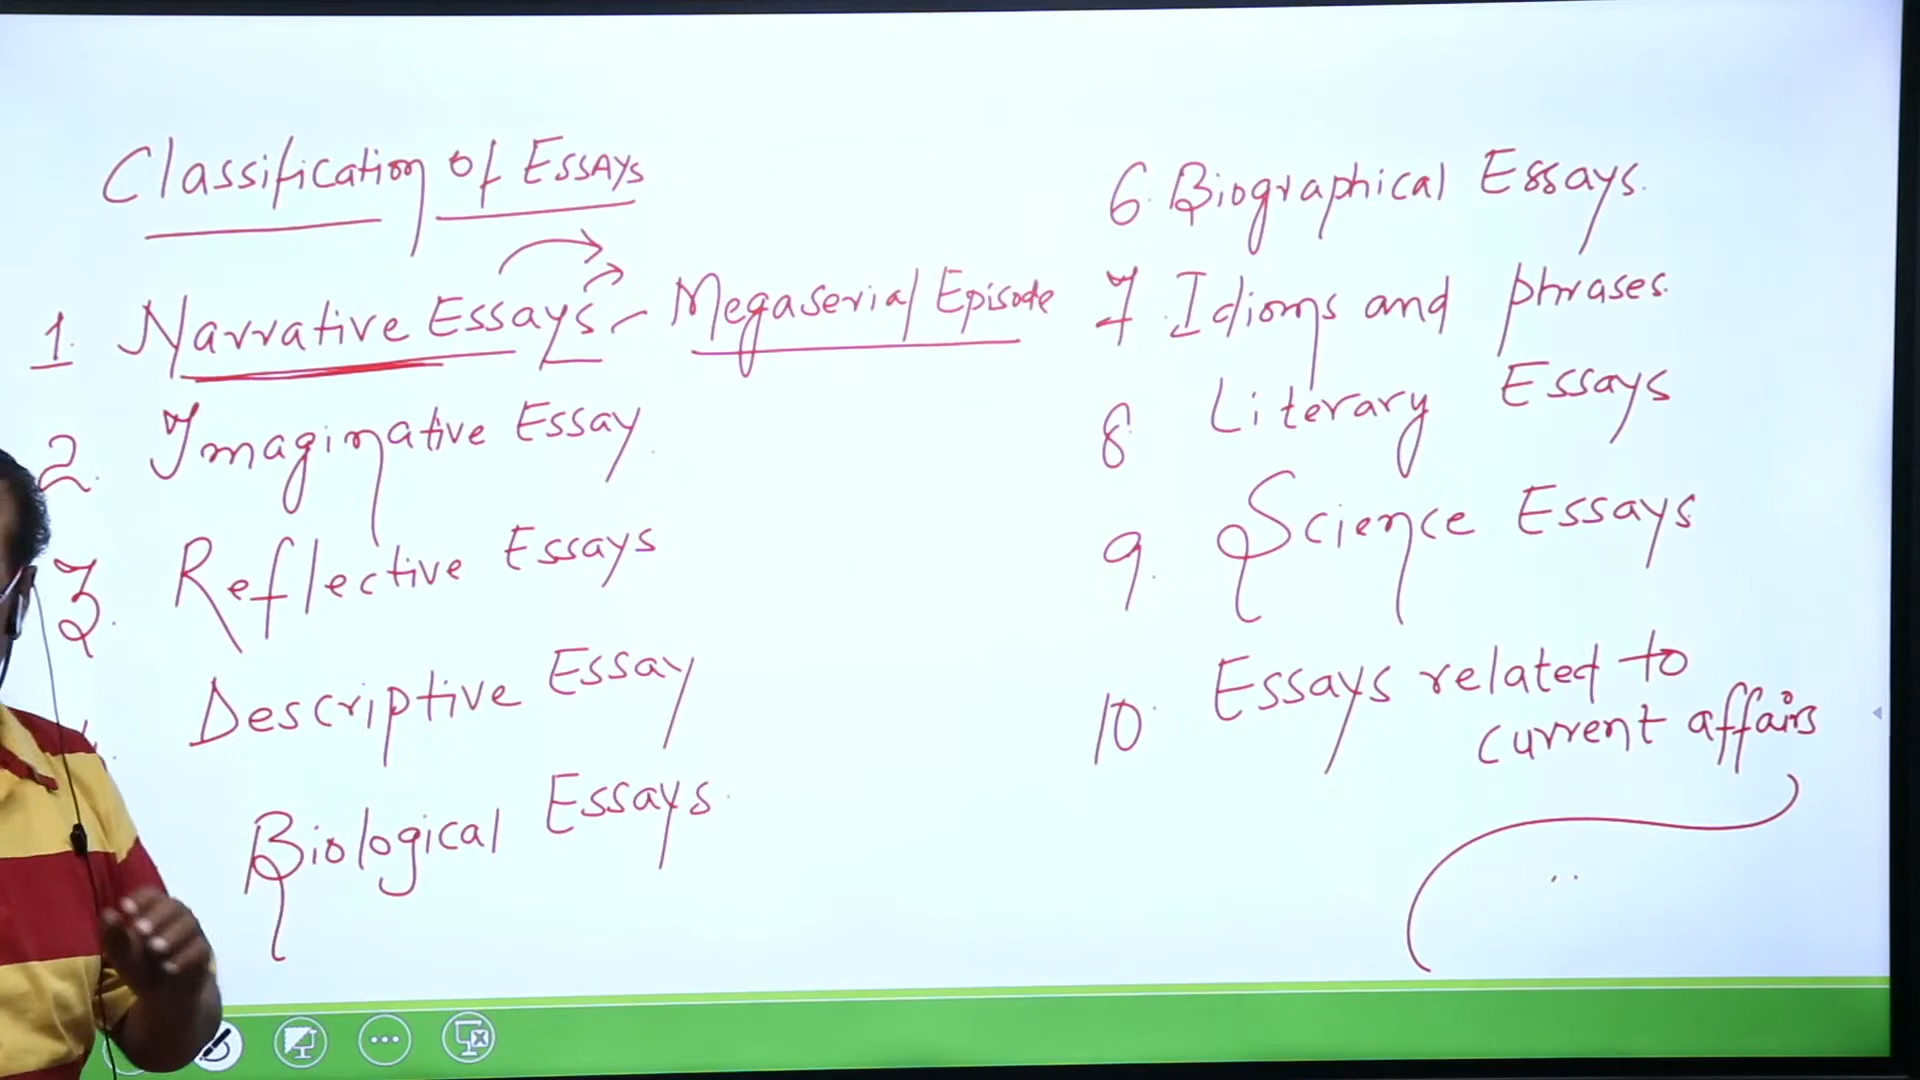 Classification of ESSAYS
1. Narrative Essays - Megaserial Episode
2. Imaginative Essay
3. Reflective Essays
Descriptive Essay
Biological Essays
6. Biographical Essays.
7. Idioms and phrases.
8 Literary Essays
9. Science Essays
10. Essays related to
current affairs